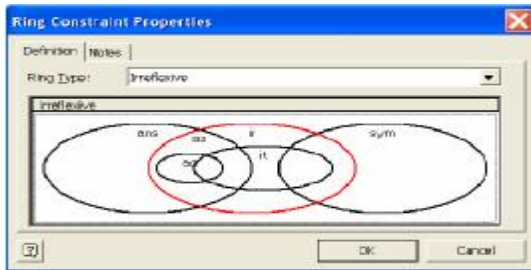 Ring Constraint Properties
Definition Notes
Ring Type: Irreflexive
Irreflexive
ans as ir sym
ac it
OK Cancel